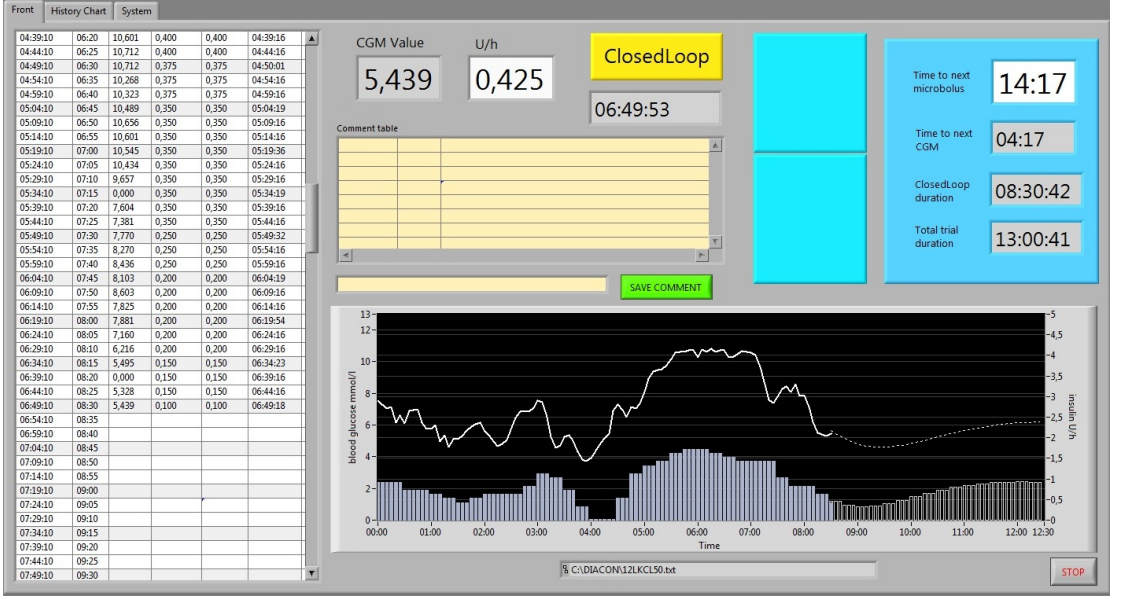 Front History Chart System
04:39:10 06:20 10,601 0,400 0,400 04:39:16
04:44:10 06:25 10,712 0,400 0,400 04:44:16
04:49:10 06:30 10,712 0,375 0,375 04:50:01
04:54:10 06:35 10,268 0,375 0,375 04:54:16
04:59:10 06:40 10,323 0,375 0,375 04:59:16
05:04:10 06:45 10,489 0,350 0,350 05:04:19
05:09:10 06:50 10,656 0,350 0,350 05:09:16
05:14:10 06:55 10,601 0,350 0,350 05:14:16
05:19:10 07:00 10,545 0,350 0,350 05:19:36
05:24:10 07:05 10,434 0,350 0,350 05:24:16
05:29:10 07:10 9,657 0,350 0,350 05:29:16
05:34:10 07:15 0,000 0,350 0,350 05:34:19
05:39:10 07:20 7,604 0,350 0,350 05:39:16
05:44:10 07:25 7,381 0,350 0,350 05:44:16
05:49:10 07:30 7,770 0,250 0,250 05:49:32
05:54:10 07:35 8,270 0,250 0,250 05:54:16
05:59:10 07:40 8,436 0,250 0,250 05:59:16
06:04:10 07:45 8,103 0,200 0,200 06:04:19
06:09:10 07:50 8,603 0,200 0,200 06:09:16
06:14:10 07:55 7,825 0,200 0,200 06:14:16
06:19:10 08:00 7,881 0,200 0,200 06:19:54
06:24:10 08:05 7,160 0,200 0,200 06:24:16
06:29:10 08:10 6,216 0,200 0,200 06:29:16
06:34:10 08:15 5,495 0,150 0,150 06:34:23
06:39:10 08:20 0,000 0,150 0,150 06:39:16
06:44:10 08:25 5,328 0,150 0,150 06:44:16
06:49:10 08:30 5,439 0,100 0,100 06:49:18
06:54:10 08:35
06:59:10 08:40
07:04:10 08:45
07:09:10 08:50
07:14:10 08:55
07:19:10 09:00
07:24:10 09:05
07:29:10 09:10
07:34:10 09:15
07:39:10 09:20
07:44:10 09:25
07:49:10 09:30
CGM Value U/h
5,439 0,425
ClosedLoop
06:49:53
Comment table
SAVE COMMENT
Time to next
microbolus
14:17
Time to next
CGM
04:17
ClosedLoop
duration
08:30:42
Total trial
duration
13:00:41
blood glucose mmol/l
13
12
10
8
6
4
2
0
5
4,5
4
3,5
3
2,5
2
1,5
1
0,5
0
insulin U/h
00:00 01:00 02:00 03:00 04:00 05:00 06:00 07:00 08:00 09:00 10:00 11:00 12:00 12:30
Time
C:\DIACON\12LKCL50.txt
STOP